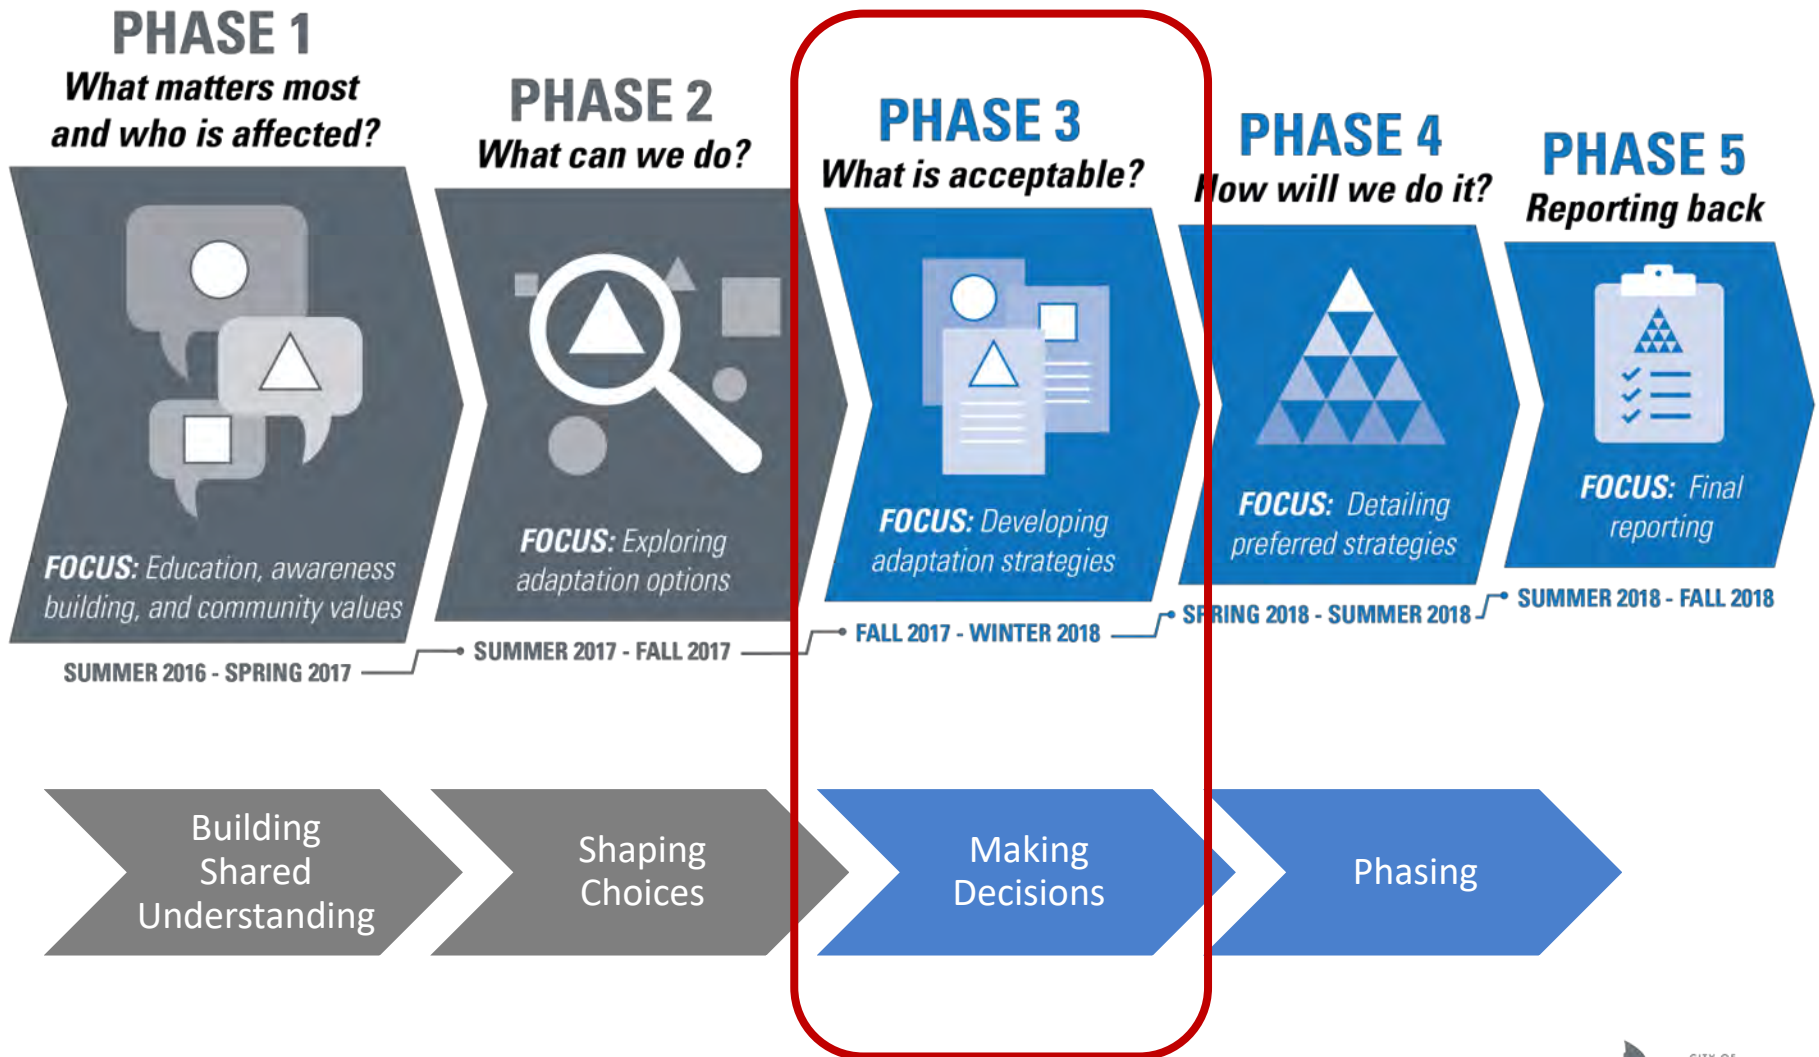 PHASE 1
What matters most
and who is affected?
FOCUS: Education, awareness
building, and community values
SUMMER 2016 - SPRING 2017
PHASE 2
What can we do?
FOCUS: Exploring
adaptation options
SUMMER 2017 - FALL 2017
PHASE 3
What is acceptable?
FOCUS: Developing
adaptation strategies
FALL 2017 - WINTER 2018
PHASE 4
How will we do it?
FOCUS: Detailing
preferred strategies
SPRING 2018 - SUMMER 2018
PHASE 5
Reporting back
FOCUS: Final
reporting
SUMMER 2018 - FALL 2018
Building
Shared
Understanding
Shaping
Choices
Making
Decisions
Phasing